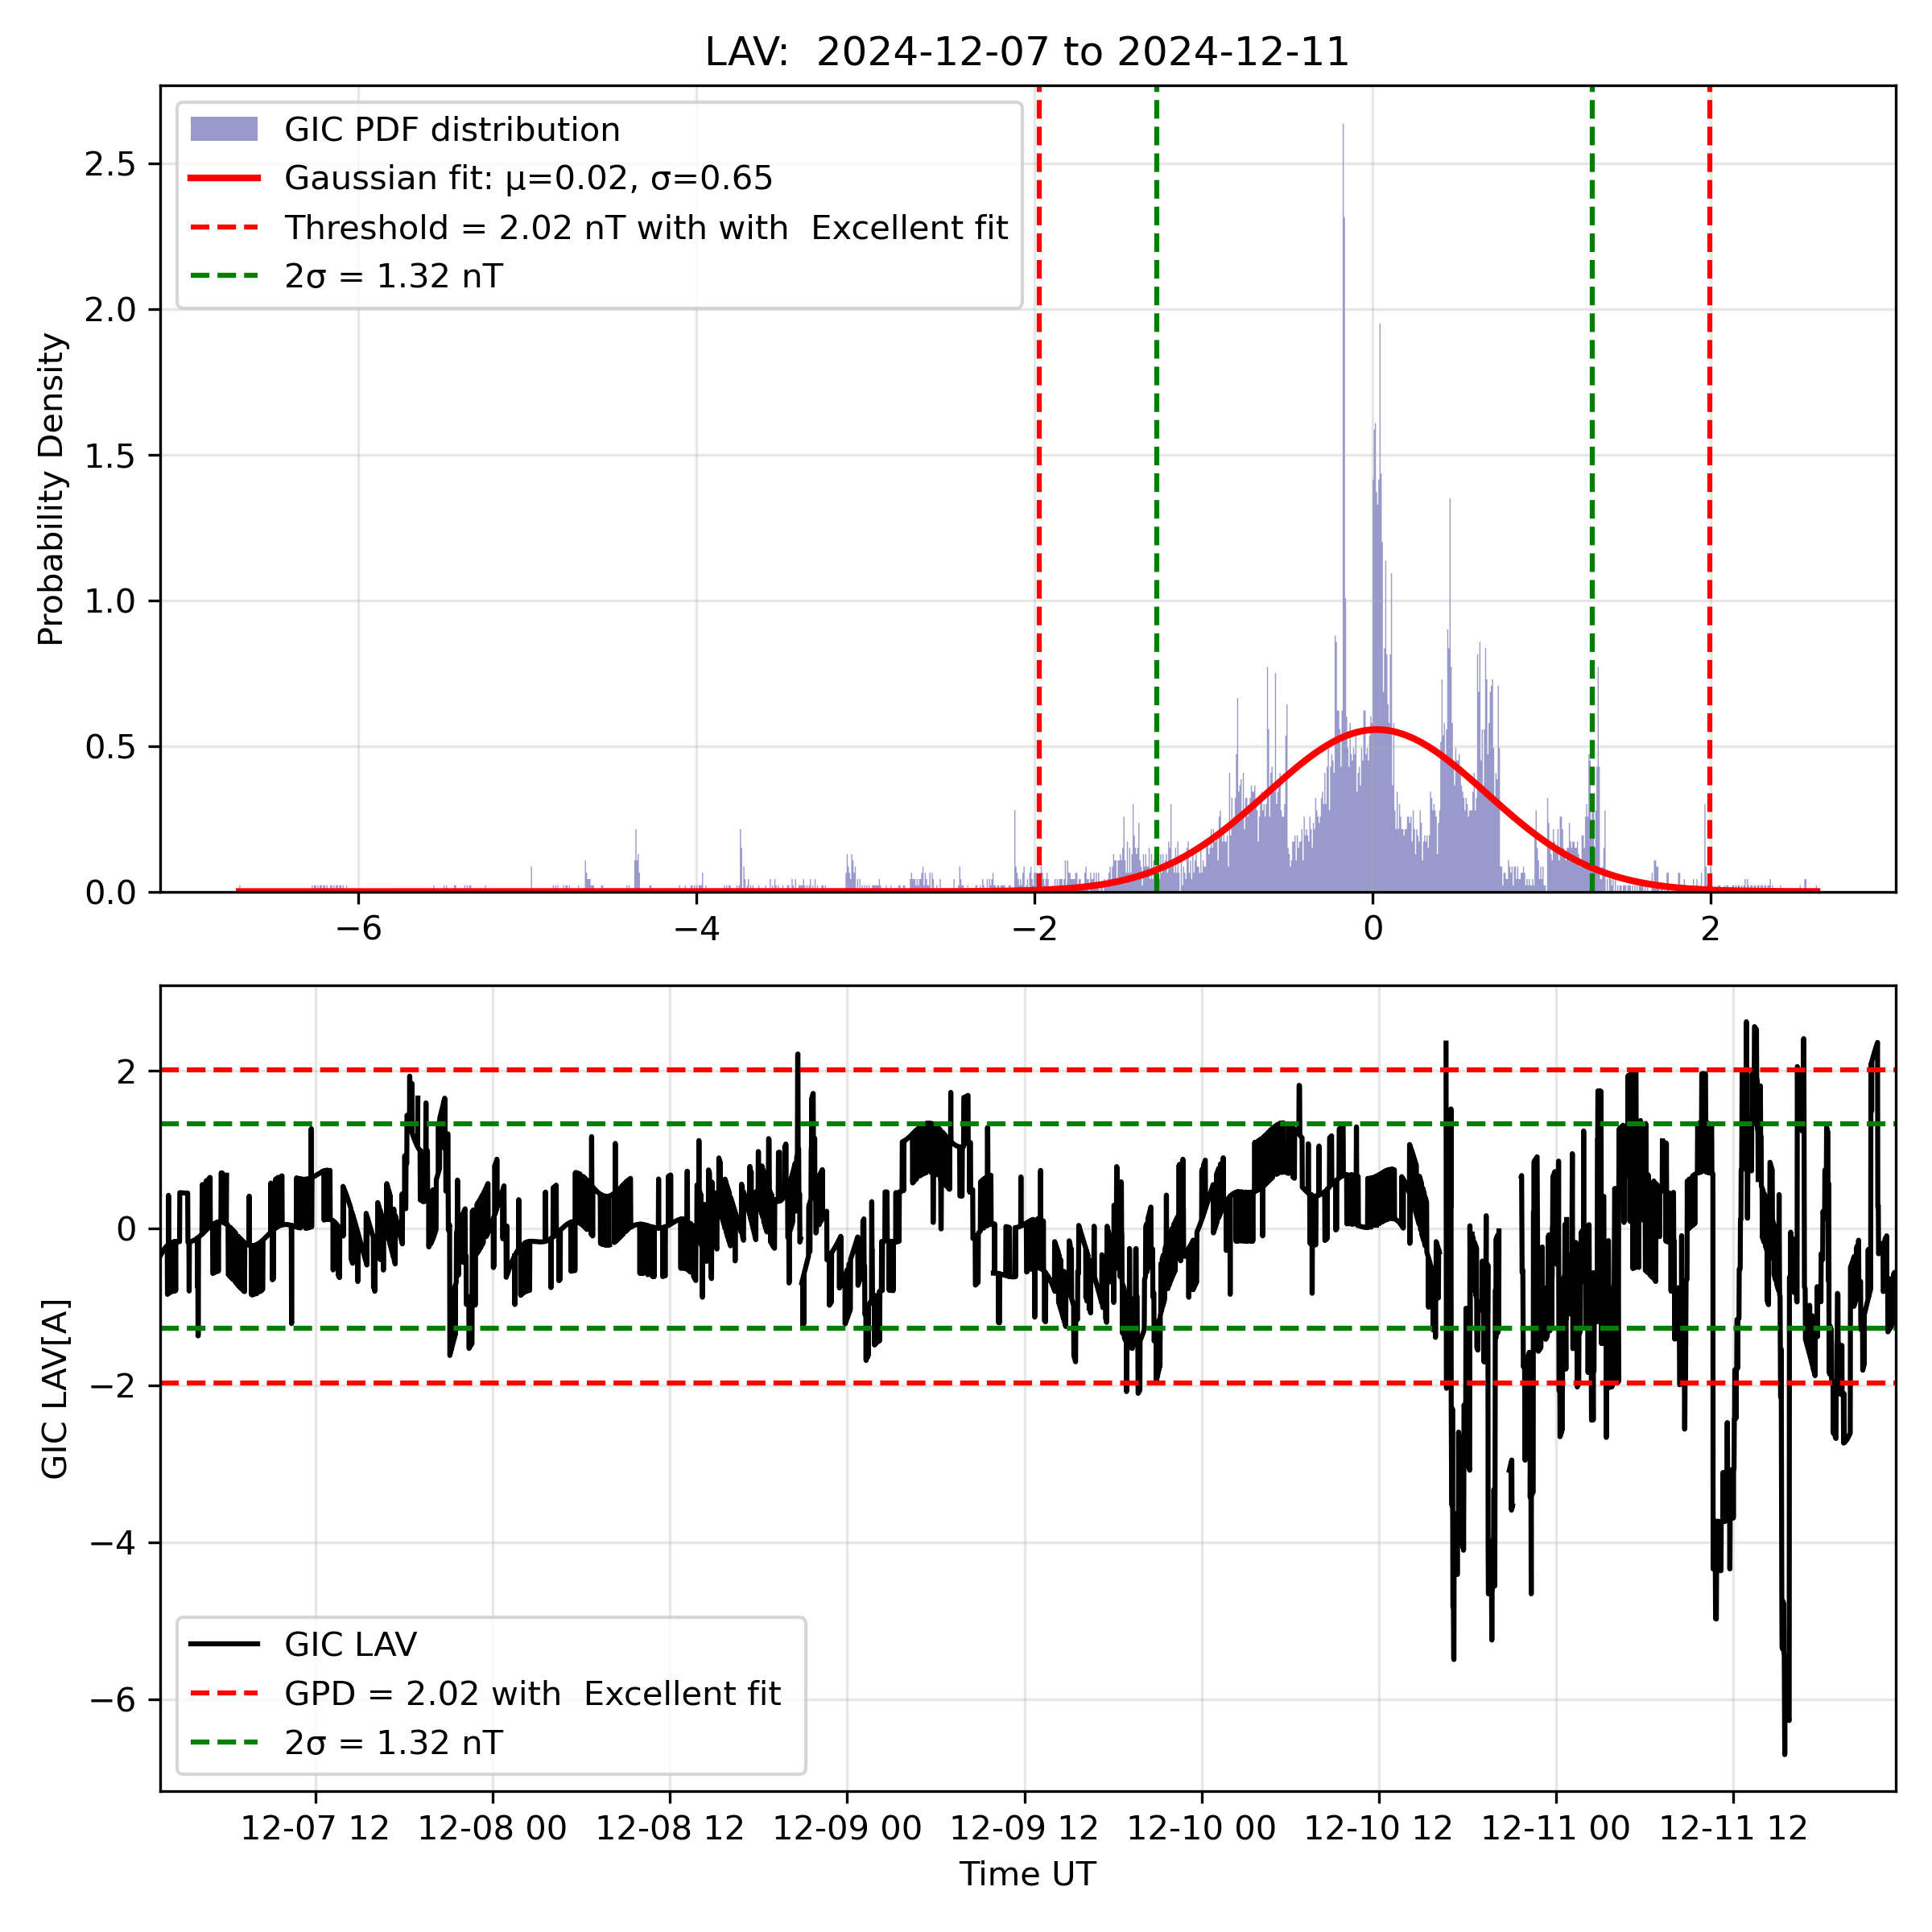 LAV:  2024-12-07 to 2024-12-11
GIC PDF distribution
Gaussian fit: μ=0.02, σ=0.65
Threshold = 2.02 nT with with  Excellent fit
2σ = 1.32 nT
Probability Density
2.5
2.0
1.5
1.0
0.5
0.0
−6
−4
−2
0
2
GIC LAV[A]
2
0
−2
−4
−6
GIC LAV
GPD = 2.02 with  Excellent fit
2σ = 1.32 nT
12-07 12
12-08 00
12-08 12
12-09 00
12-09 12
12-10 00
12-10 12
12-11 00
12-11 12
Time UT